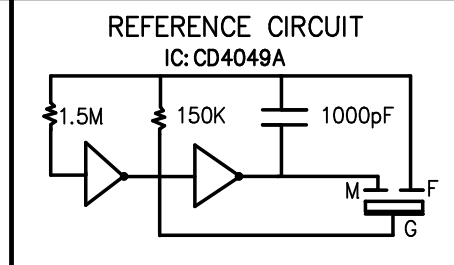 REFERENCE CIRCUIT
IC: CD4049A
1.5M 150K 1000pF
M F
G